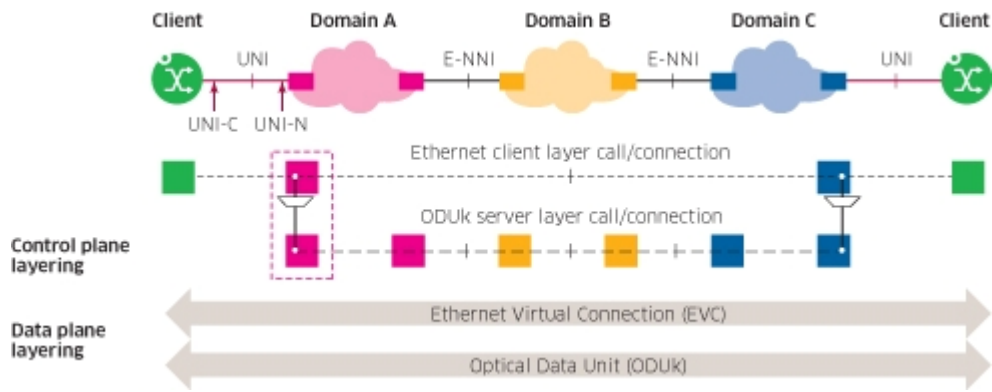 Client
Domain A
Domain B
Domain C
Client
UNI
E-NNI
E-NNI
UNI
UNI-C
UNI-N
Ethernet client layer call/connection
ODUk server layer call/connection
Control plane
layering
Ethernet Virtual Connection (EVC)
Data plane
layering
Optical Data Unit (ODUk)